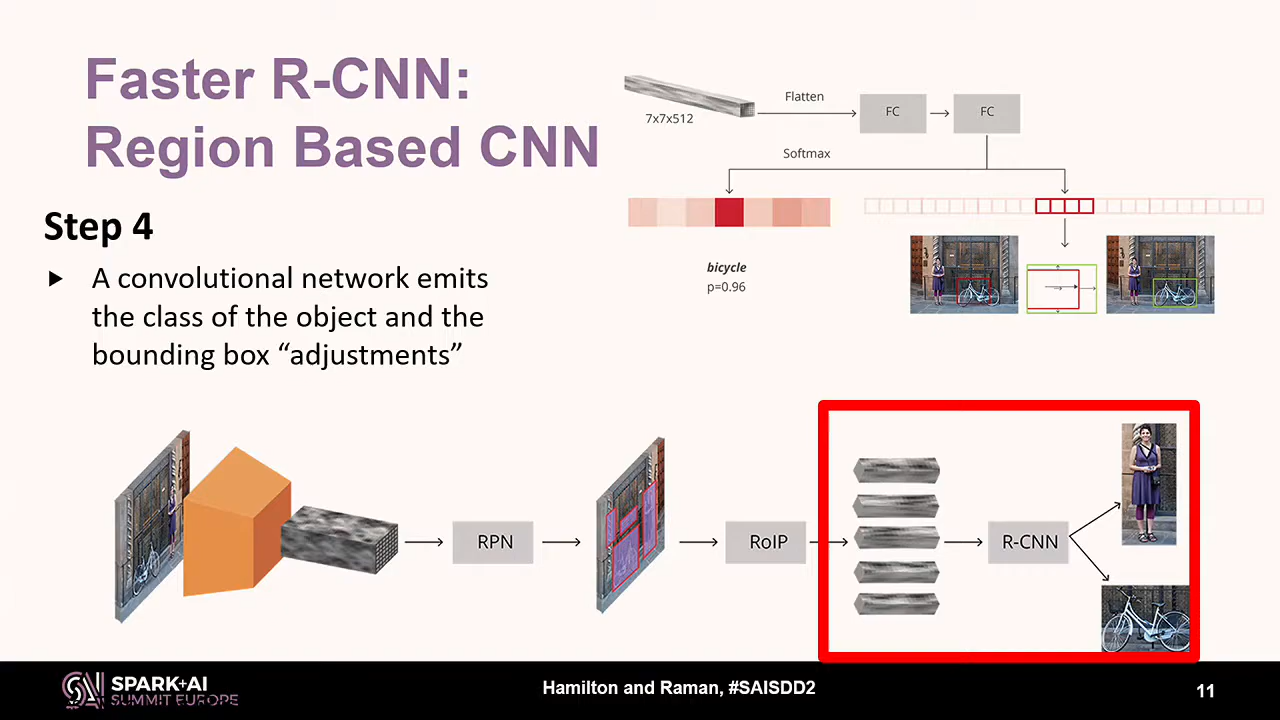 Faster R-CNN:
Region Based CNN
Step 4
A convolutional network emits
the class of the object and the
bounding box “adjustments”
7x7x512
Flatten
FC
FC
Softmax
bicycle
p=0.96
RPN
RoIP
R-CNN
SPARK+AI
SUMMIT EUROPE
Hamilton and Raman, #SAISDD2
11